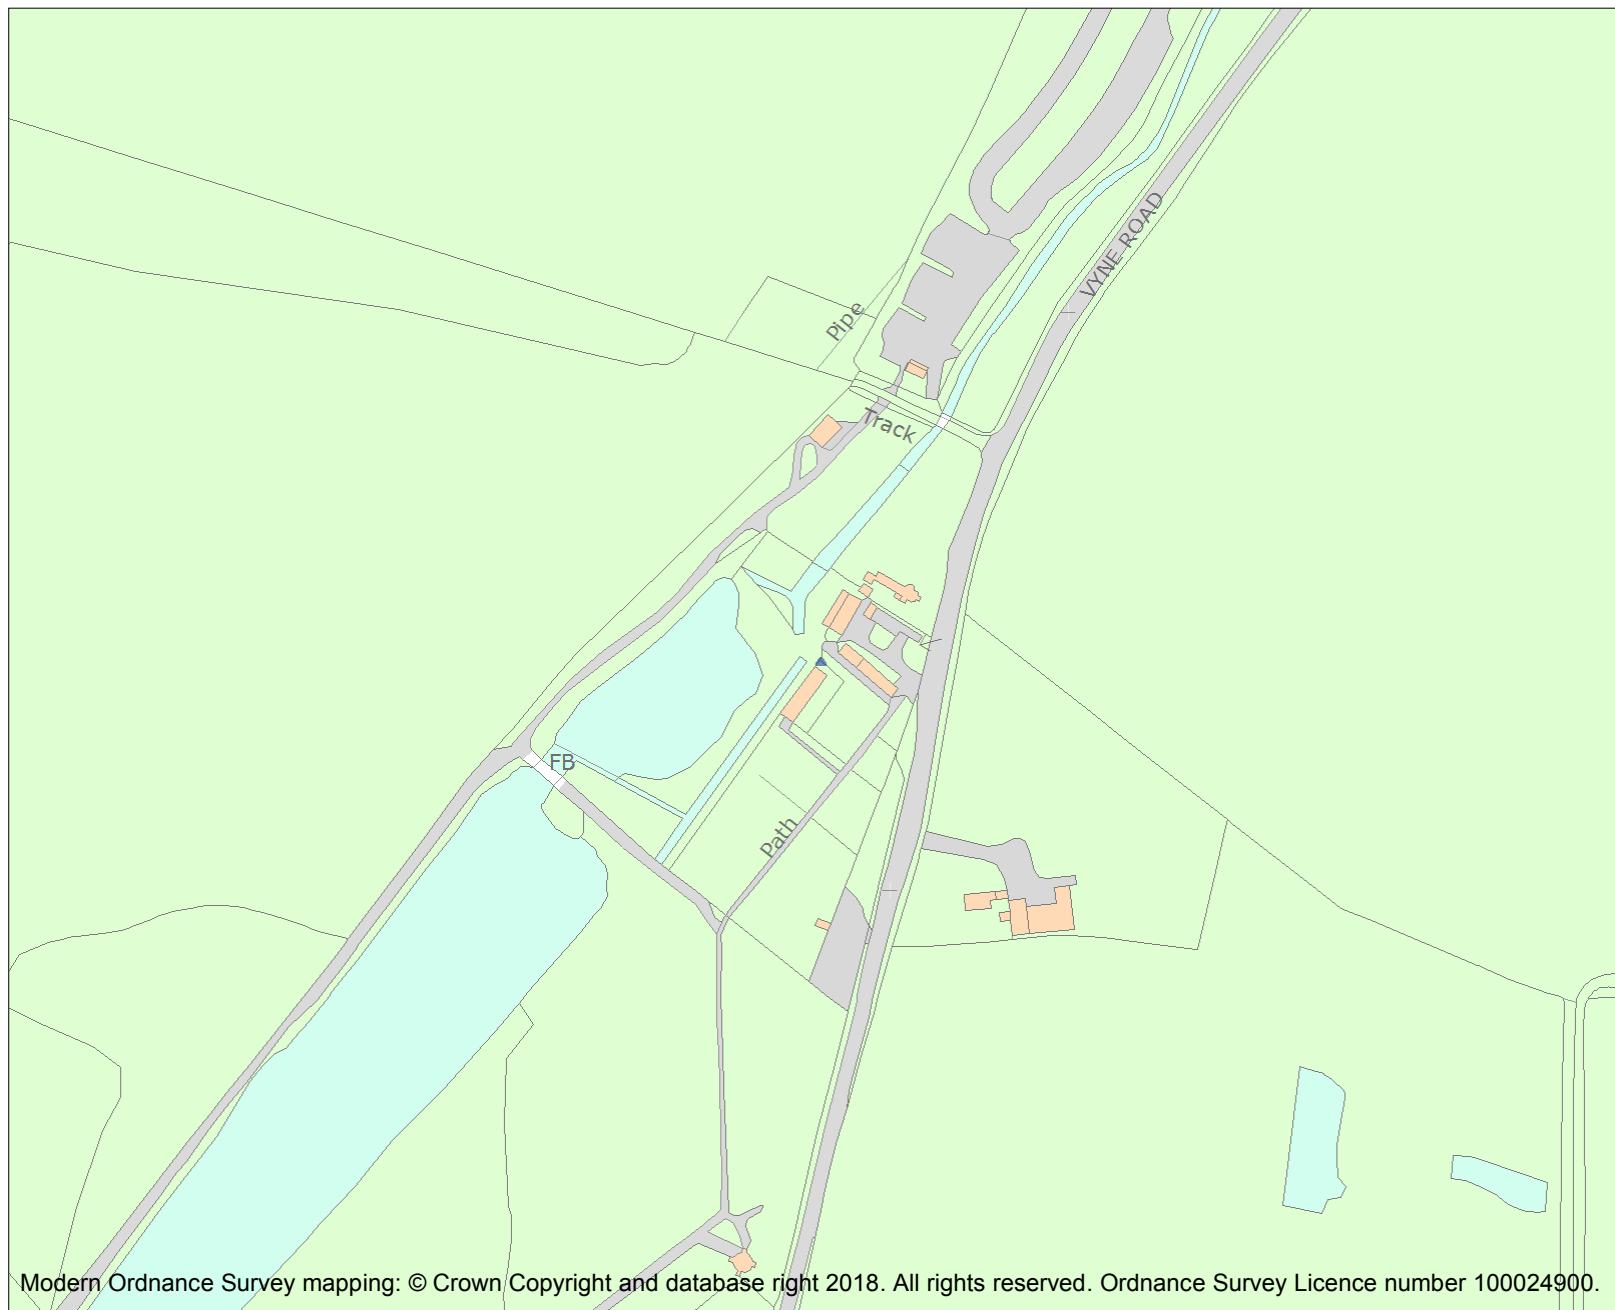 VYNE ROAD
Pipe
Track
FB
Path
Modern Ordnance Survey mapping: © Crown Copyright and database right 2018. All rights reserved. Ordnance Survey Licence number 100024900.